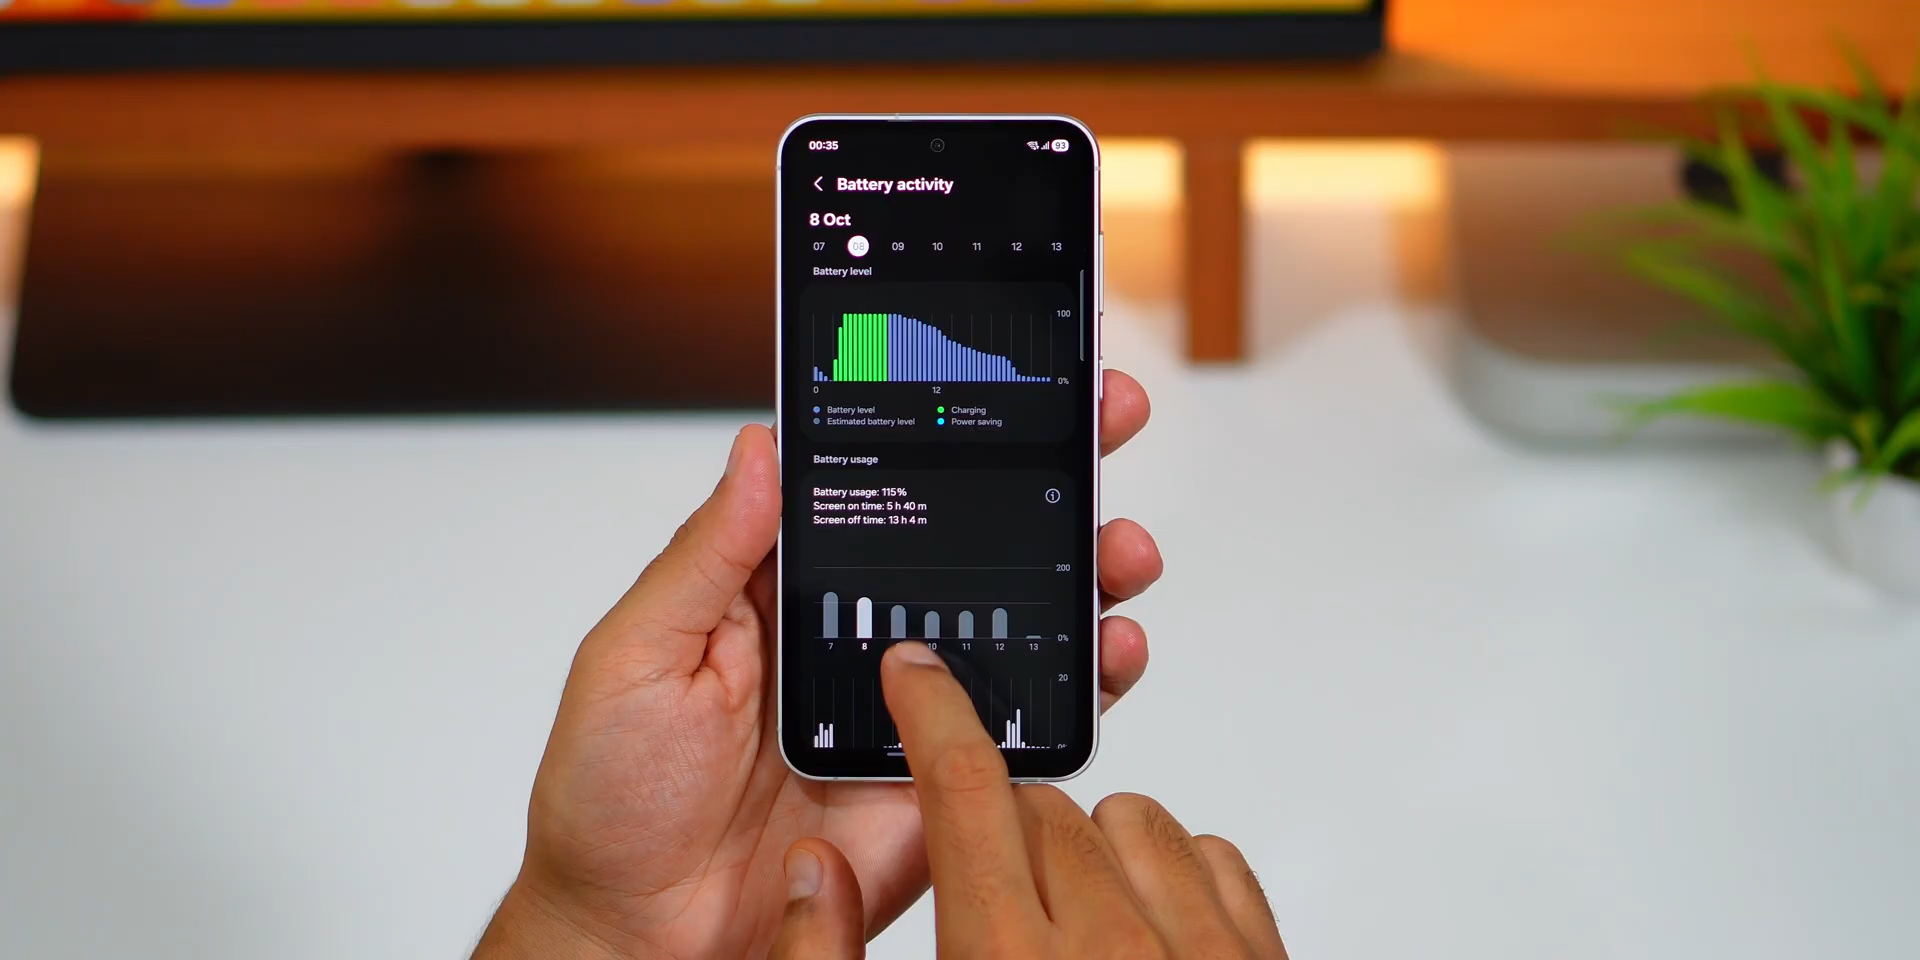 00:35 93
Battery activity
8 Oct
07 08 09 10 11 12 13
Battery level
100
0%
0 12
Battery level Charging
Estimated battery level Power saving
Battery usage
Battery usage: 115%
Screen on time: 5 h 40 m
Screen off time: 13 h 4 m
200
0%
7 8 10 11 12 13
20